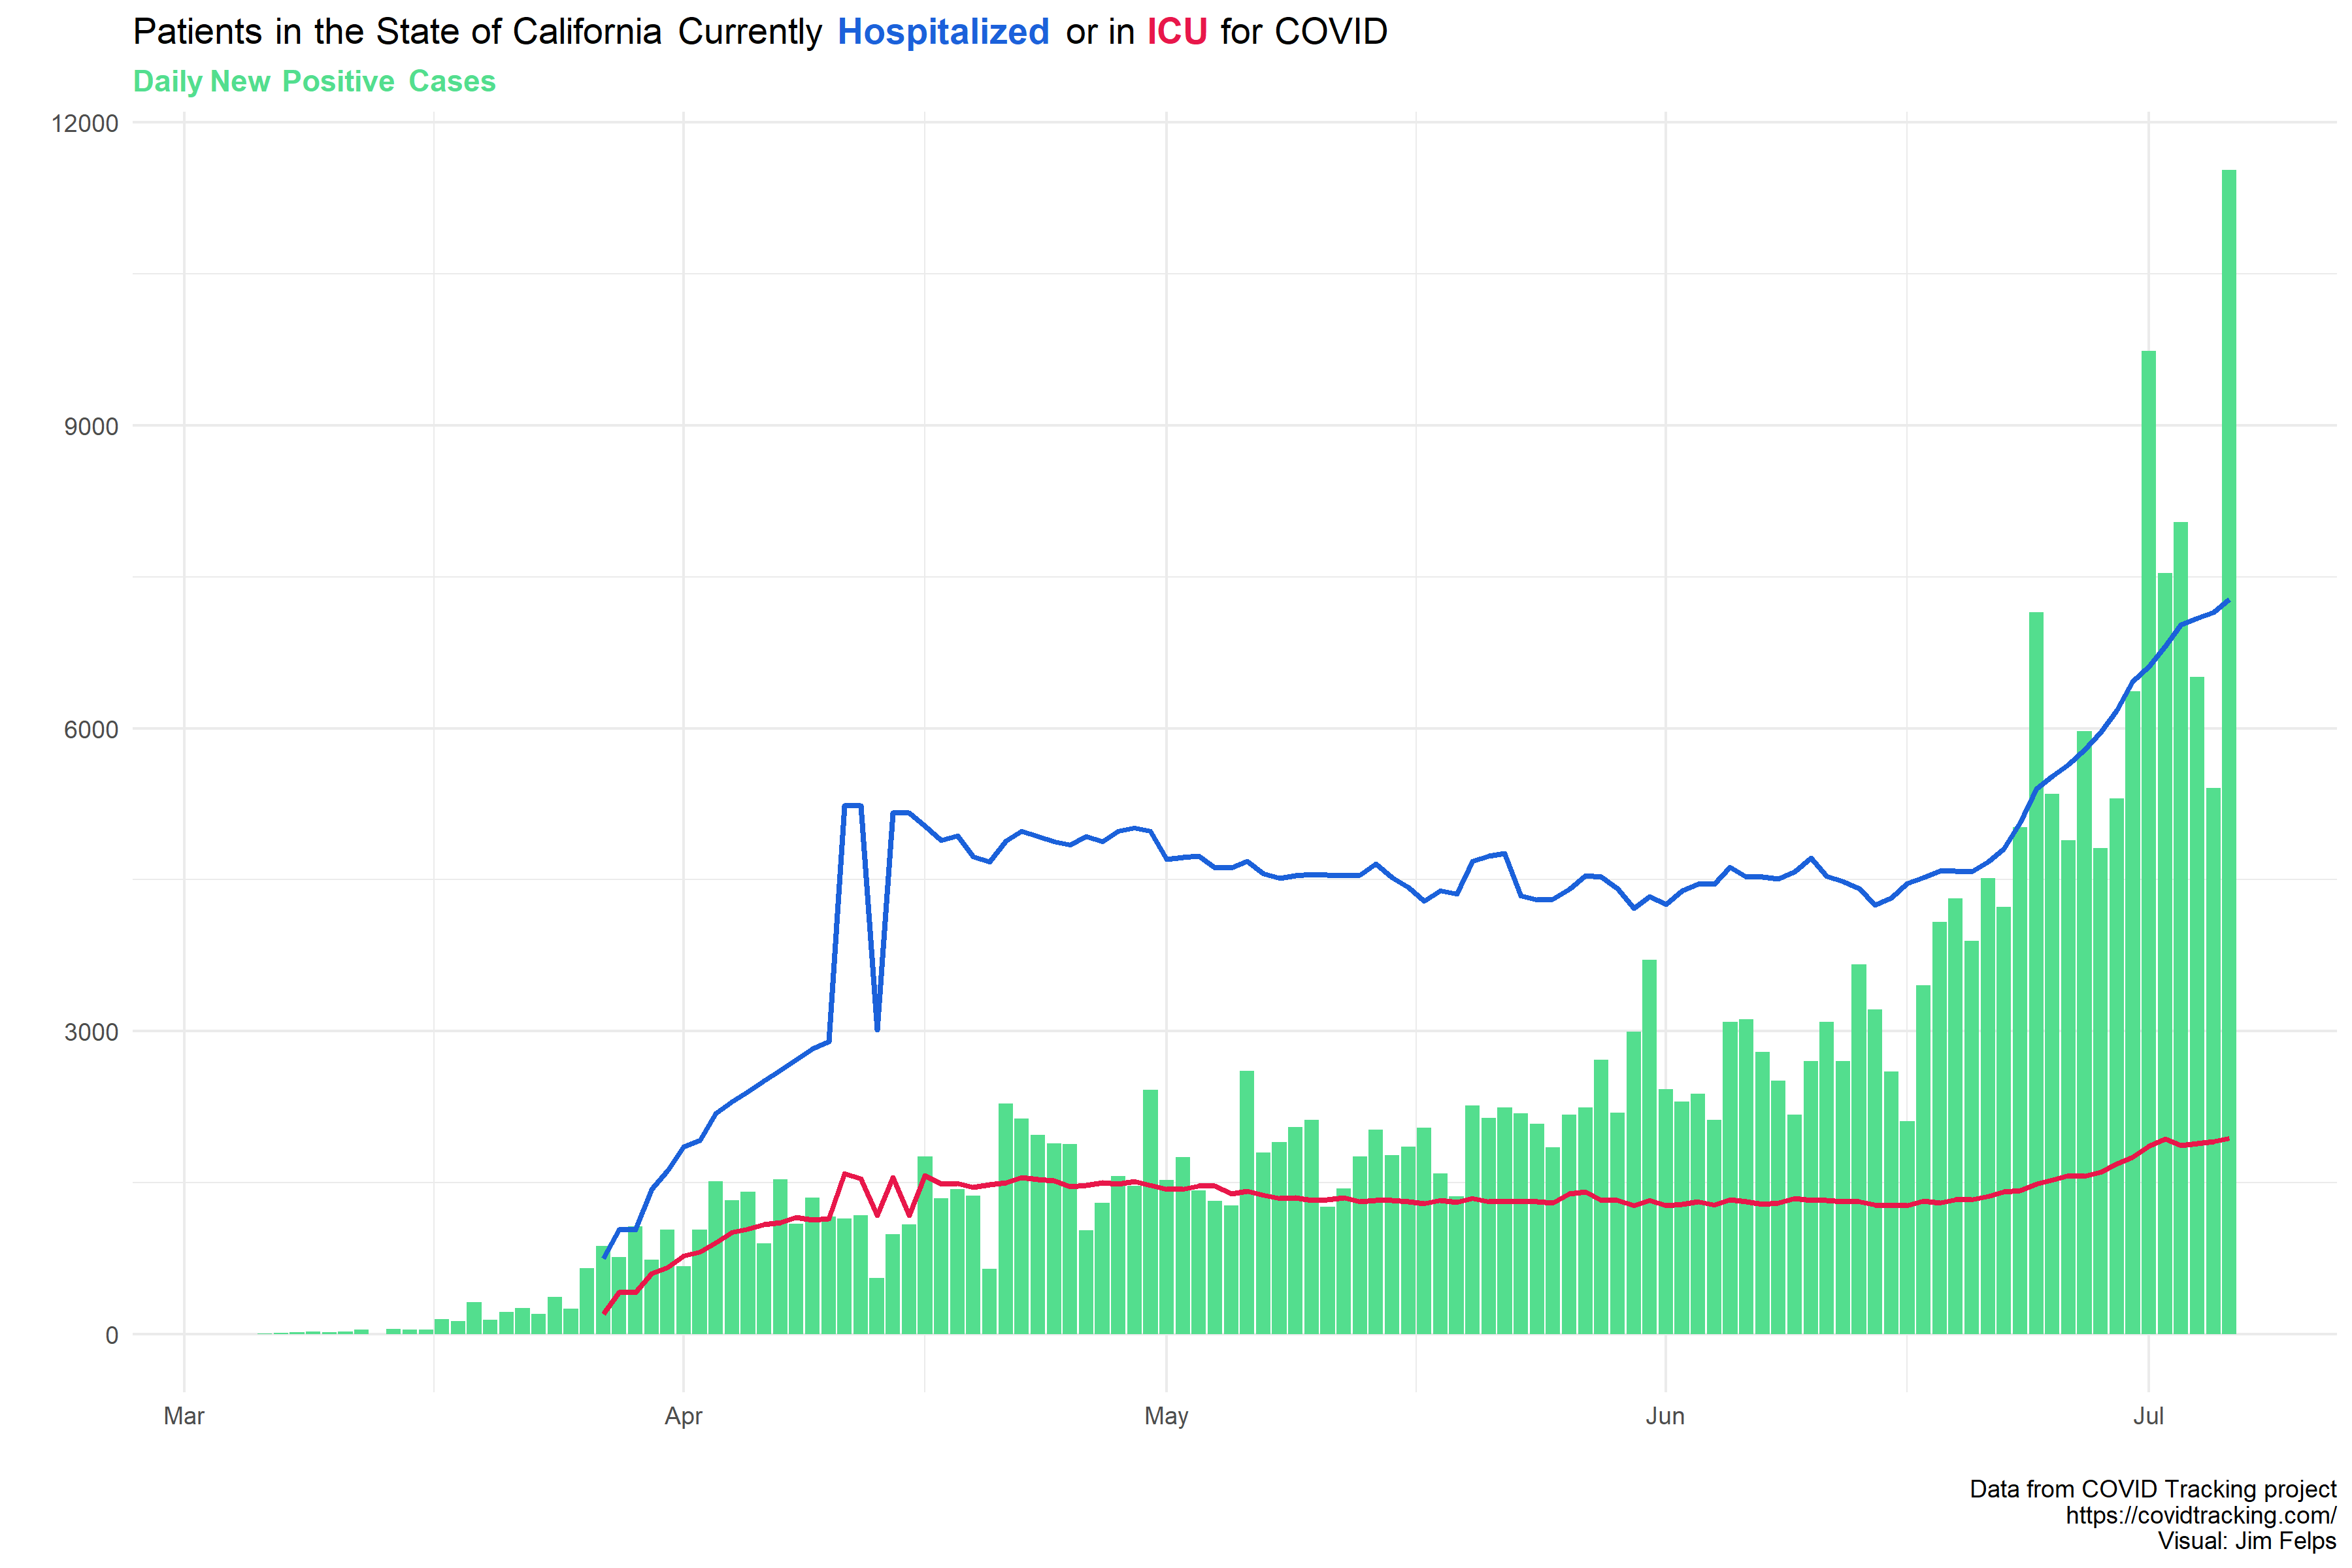 Patients in the State of California Currently Hospitalized or in ICU for COVID
Daily New Positive Cases
12000
9000
6000
3000
0
Mar Apr May Jun Jul
Data from COVID Tracking project
https://covidtracking.com/
Visual: Jim Felps